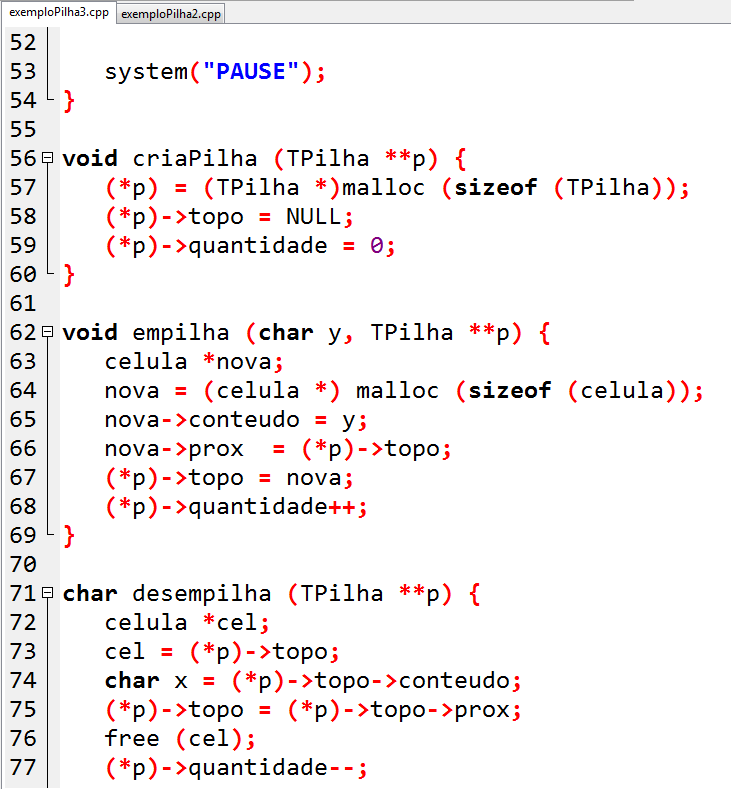 exemploPilha3.cpp exemploPilha2.cpp
52
53 system("PAUSE");
54 }
55
56 void criaPilha (TPilha **p) {
57 (*p) = (TPilha *)malloc (sizeof (TPilha));
58 (*p)->topo = NULL;
59 (*p)->quantidade = 0;
60 }
61
62 void empilha (char y, TPilha **p) {
63 celula *nova;
64 nova = (celula *) malloc (sizeof (celula));
65 nova->conteudo = y;
66 nova->prox  = (*p)->topo;
67 (*p)->topo = nova;
68 (*p)->quantidade++;
69 }
70
71 char desempilha (TPilha **p) {
72 celula *cel;
73 cel = (*p)->topo;
74 char x = (*p)->topo->conteudo;
75 (*p)->topo = (*p)->topo->prox;
76 free (cel);
77 (*p)->quantidade--;